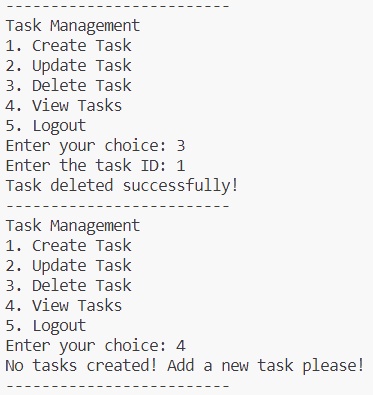 -------------------------
Task Management
1. Create Task
2. Update Task
3. Delete Task
4. View Tasks
5. Logout
Enter your choice: 3
Enter the task ID: 1
Task deleted successfully!
-------------------------
Task Management
1. Create Task
2. Update Task
3. Delete Task
4. View Tasks
5. Logout
Enter your choice: 4
No tasks created! Add a new task please!
-------------------------